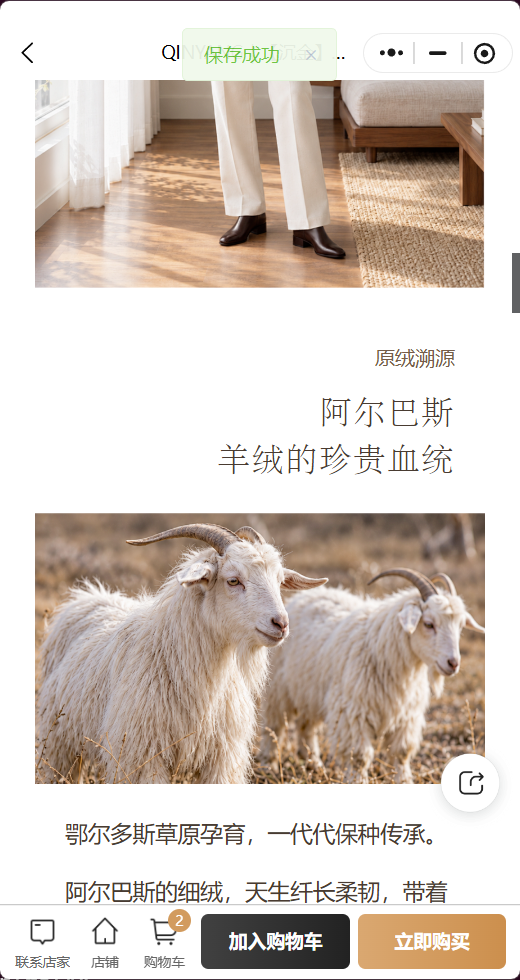 QI
保存成功 ×
...
原绒溯源
阿尔巴斯
羊绒的珍贵血统
鄂尔多斯草原孕育，一代代保种传承。
阿尔巴斯的细绒，天生纤长柔韧，带着
2
联系店家
店铺
购物车
加入购物车
立即购买